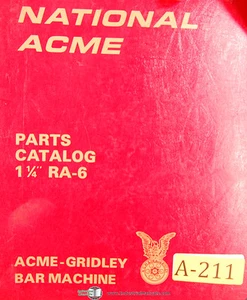 NATIONAL
ACME
PARTS
CATALOG
1¼" RA-6
ACME-GRIDLEY
BAR MACHINE
A-211